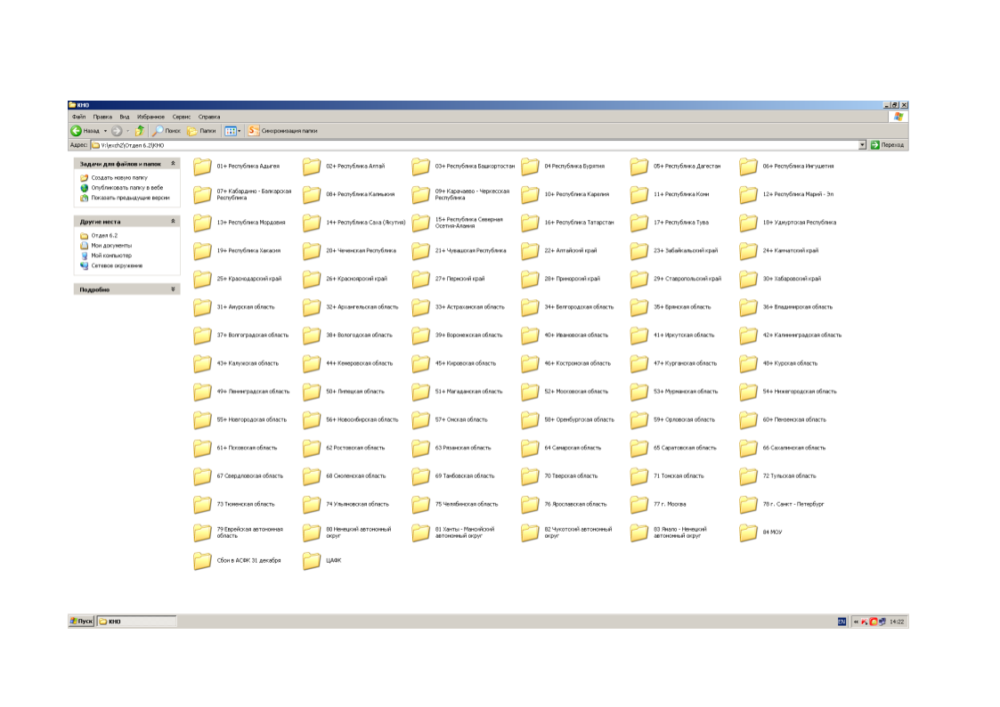 КНО
Файл Правка Вид Избранное Сервис Справка
Назад Поиск Папки Синхронизация папки
Адрес: V:\exch2\Отдел 6.2\КНО Переход
Задачи для файлов и папок
Создать новую папку
Опубликовать папку в вебе
Показать предыдущие версии
Другие места
Отдел 6.2
Мои документы
Мой компьютер
Сетевое окружение
Подробно
01+ Республика Адыгея
02+ Республика Алтай
03+ Республика Башкортостан
04 Республика Бурятия
05+ Республика Дагестан
06+ Республика Ингушетия
07+ Кабардино - Балкарская
Республика
08+ Республика Калмыкия
09+ Карачаево - Черкесская
Республика
10+ Республика Карелия
11+ Республика Коми
12+ Республика Марий - Эл
13+ Республика Мордовия
14+ Республика Саха (Якутия)
15+ Республика Северная
Осетия-Алания
16+ Республика Татарстан
17+ Республика Тува
18+ Удмуртская Республика
19+ Республика Хакасия
20+ Чеченская Республика
21+ Чувашская Республика
22+ Алтайский край
23+ Забайкальский край
24+ Камчатский край
25+ Краснодарский край
26+ Красноярский край
27+ Пермский край
28+ Приморский край
29+ Ставропольский край
30+ Хабаровский край
31+ Амурская область
32+ Архангельская область
33+ Астраханская область
34+ Белгородская область
35+ Брянская область
36+ Владимирская область
37+ Волгоградская область
38+ Вологодская область
39+ Воронежская область
40+ Ивановская область
41+ Иркутская область
42+ Калининградская область
43+ Калужская область
44+ Кемеровская область
45+ Кировская область
46+ Костромская область
47+ Курганская область
48+ Курская область
49+ Ленинградская область
50+ Липецкая область
51+ Магаданская область
52+ Московская область
53+ Мурманская область
54+ Нижегородская область
55+ Новгородская область
56+ Новосибирская область
57+ Омская область
58+ Оренбургская область
59+ Орловская область
60+ Пензенская область
61+ Псковская область
62 Ростовская область
63 Рязанская область
64 Самарская область
65 Саратовская область
66 Сахалинская область
67 Свердловская область
68 Смоленская область
69 Тамбовская область
70 Тверская область
71 Томская область
72 Тульская область
73 Тюменская область
74 Ульяновская область
75 Челябинская область
76 Ярославская область
77 г. Москва
78 г. Санкт - Петербург
79 Еврейская автономная
область
80 Ненецкий автономный
округ
81 Ханты - Мансийский
автономный округ
82 Чукотский автономный
округ
83 Ямало - Ненецкий
автономный округ
84 МОУ
Сбои в АСФК 31 декабря
ЦАФК
Пуск КНО EN 14:22